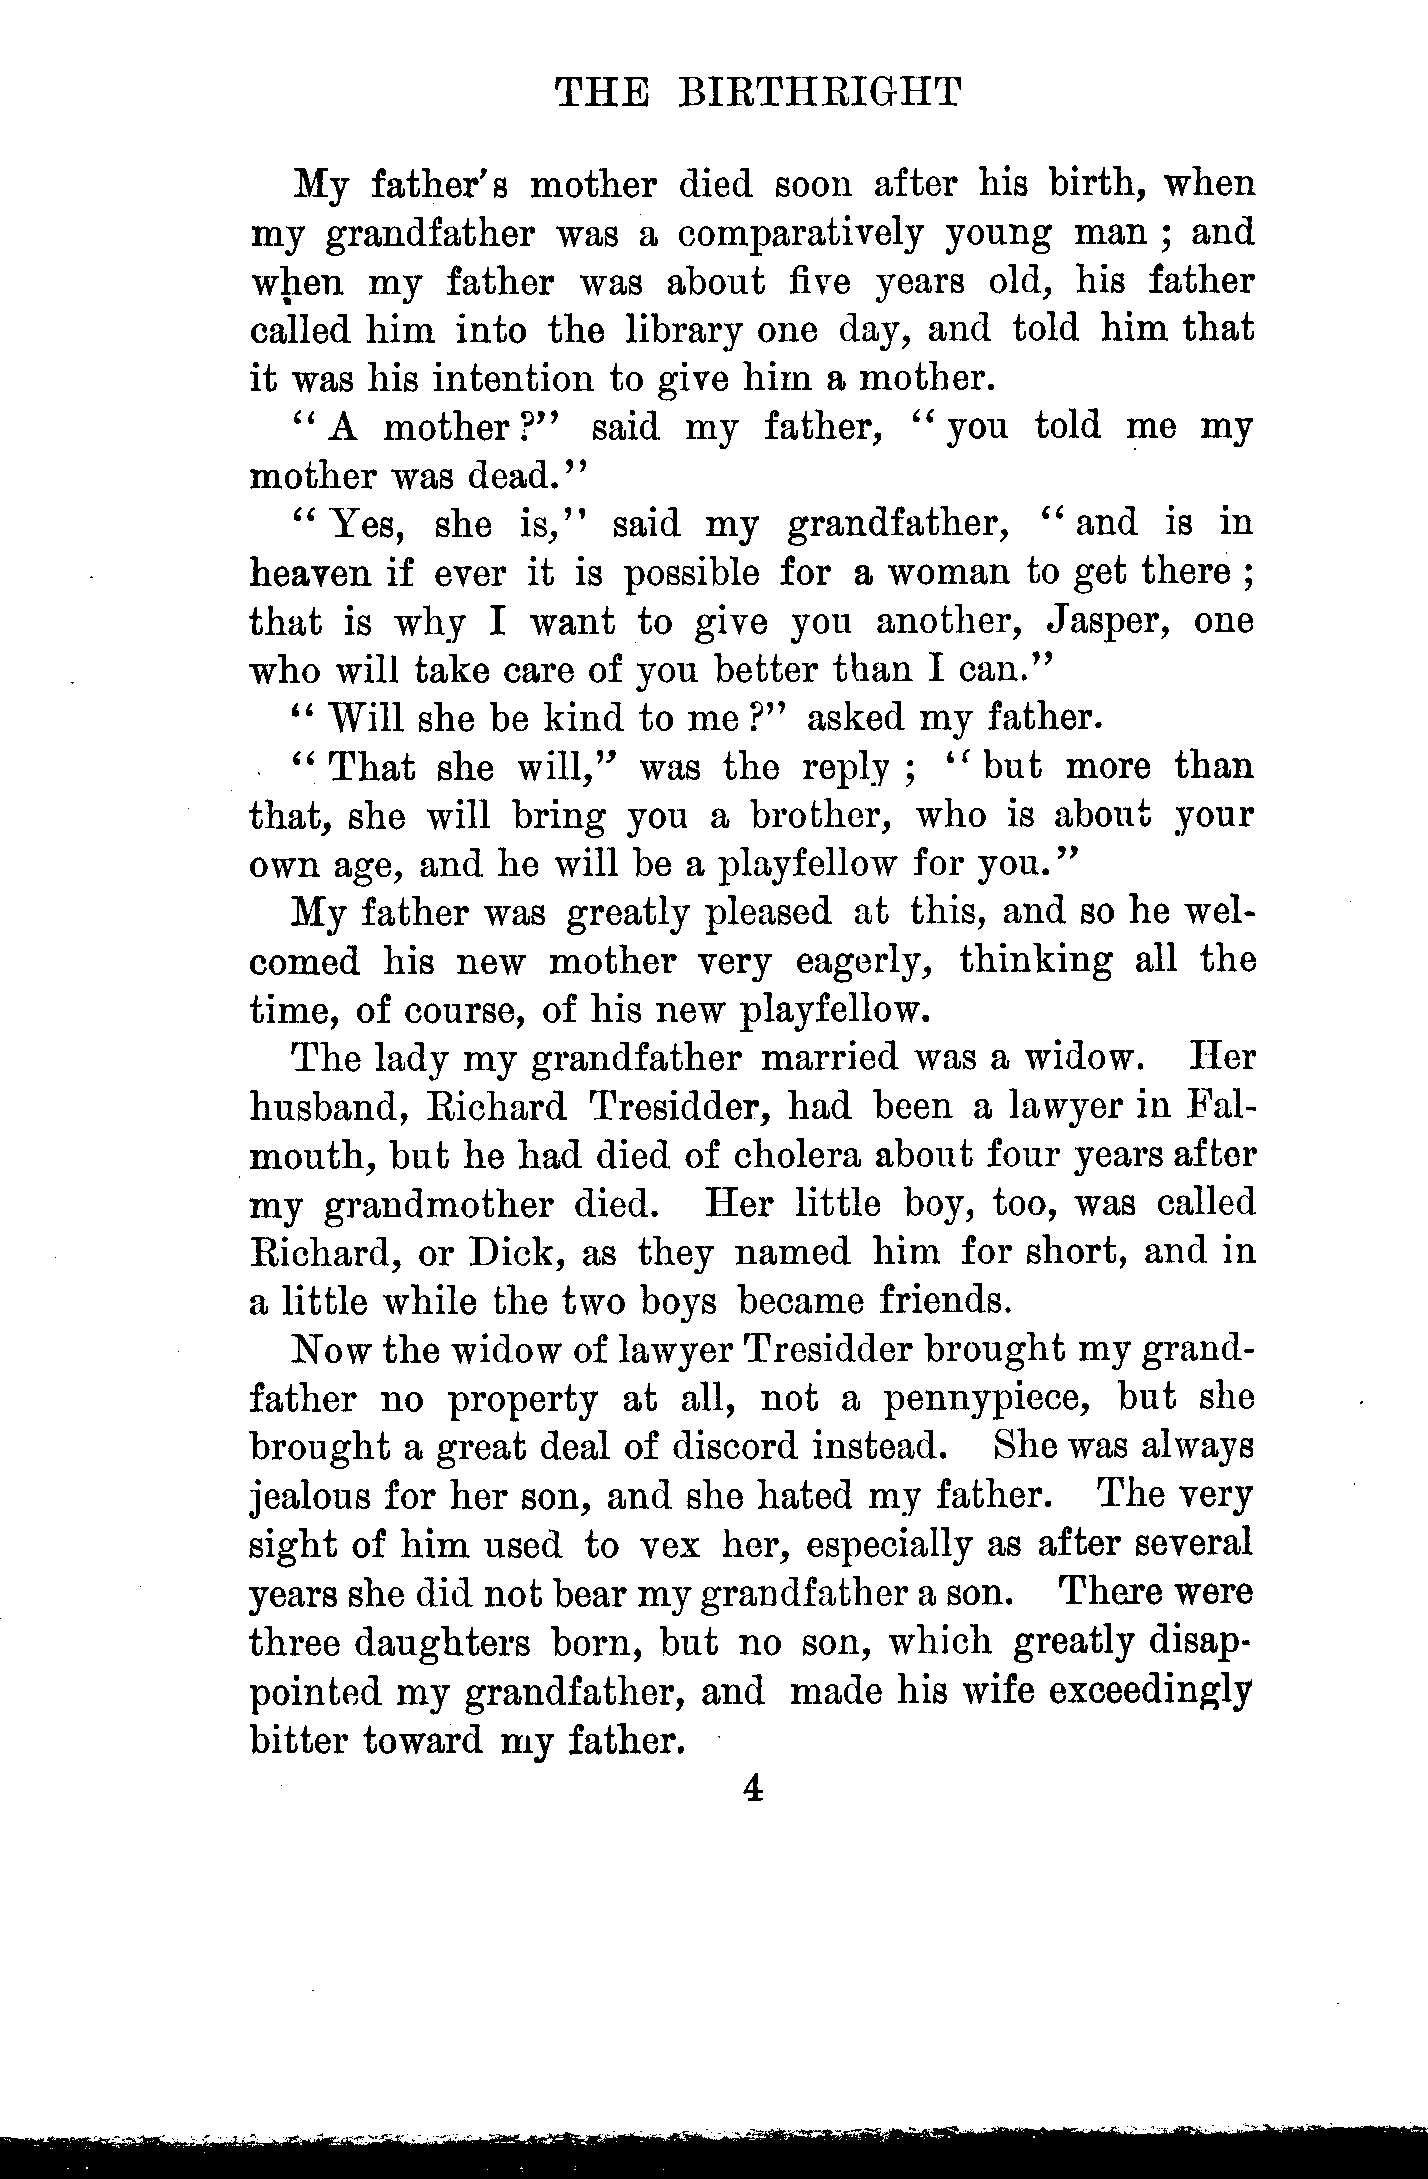 THE BIRTHRIGHT
My father's mother died soon after his birth, when
my grandfather was a comparatively young man ; and
when my father was about five years old, his father
called him into the library one day, and told him that
it was his intention to give him a mother.
“ A mother ?” said my father, “ you told me my
mother was dead.”
“ Yes, she is,” said my grandfather, “ and is in
heaven if ever it is possible for a woman to get there ;
that is why I want to give you another, Jasper, one
who will take care of you better than I can.”
“ Will she be kind to me ?” asked my father.
“ That she will,” was the reply ; “ but more than
that, she will bring you a brother, who is about your
own age, and he will be a playfellow for you.”
My father was greatly pleased at this, and so he wel-
comed his new mother very eagerly, thinking all the
time, of course, of his new playfellow.
The lady my grandfather married was a widow. Her
husband, Richard Tresidder, had been a lawyer in Fal-
mouth, but he had died of cholera about four years after
my grandmother died. Her little boy, too, was called
Richard, or Dick, as they named him for short, and in
a little while the two boys became friends.
Now the widow of lawyer Tresidder brought my grand-
father no property at all, not a pennypiece, but she
brought a great deal of discord instead. She was always
jealous for her son, and she hated my father. The very
sight of him used to vex her, especially as after several
years she did not bear my grandfather a son. There were
three daughters born, but no son, which greatly disap-
pointed my grandfather, and made his wife exceedingly
bitter toward my father.
4